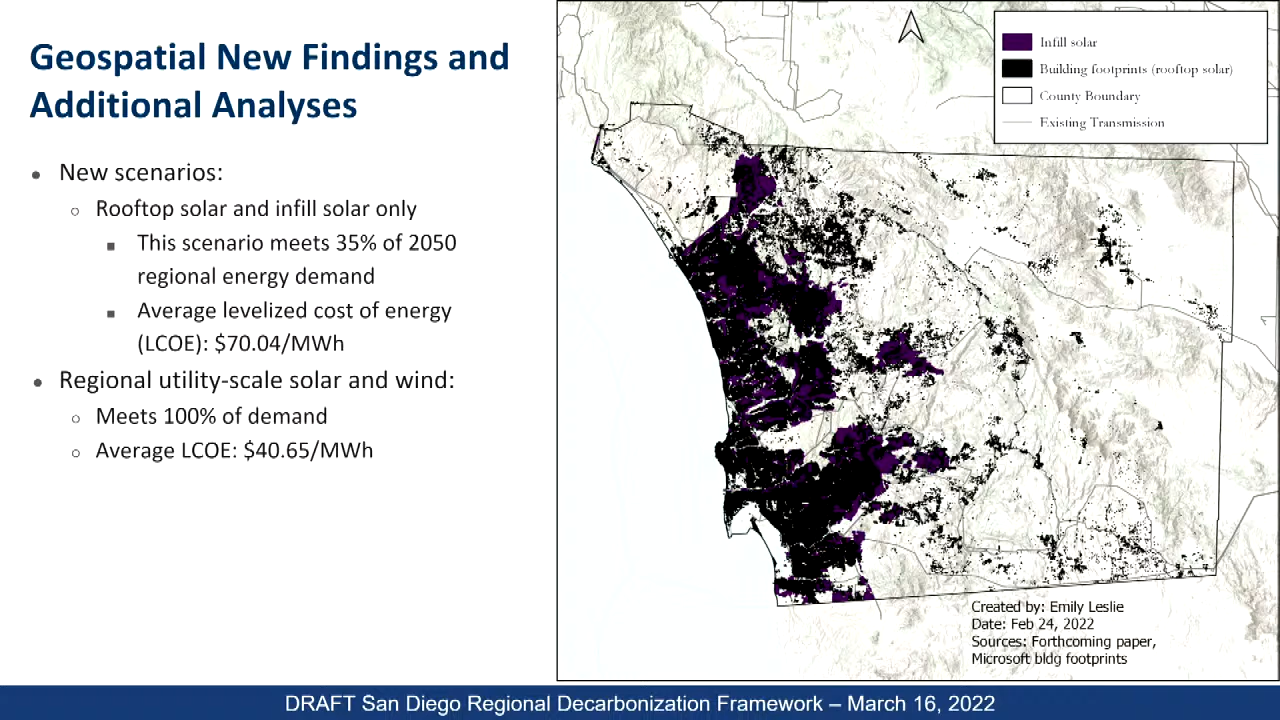 Geospatial New Findings and
Additional Analyses
New scenarios:
Rooftop solar and infill solar only
This scenario meets 35% of 2050
regional energy demand
Average levelized cost of energy
(LCOE): $70.04/MWh
Regional utility-scale solar and wind:
Meets 100% of demand
Average LCOE: $40.65/MWh
Infill solar
Building footprints (rooftop solar)
County Boundary
Existing Transmission
Created by: Emily Leslie
Date: Feb 24, 2022
Sources: Forthcoming paper,
Microsoft bldg footprints
DRAFT San Diego Regional Decarbonization Framework – March 16, 2022